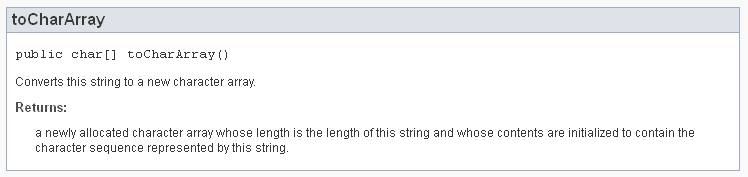 toCharArray
public char[] toCharArray()
Converts this string to a new character array.
Returns:
a newly allocated character array whose length is the length of this string and whose contents are initialized to contain the
character sequence represented by this string.